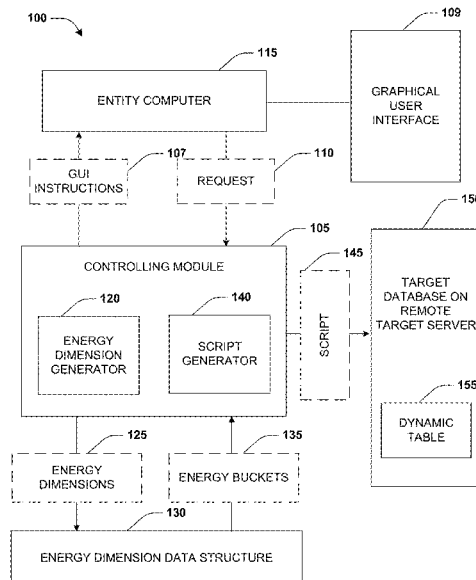 100
115
109
ENTITY COMPUTER
GRAPHICAL
USER
INTERFACE
107
110
GUI
INSTRUCTIONS
REQUEST
105
145
150
CONTROLLING MODULE
120
140
ENERGY
DIMENSION
GENERATOR
SCRIPT
GENERATOR
SCRIPT
TARGET
DATABASE ON
REMOTE
TARGET SERVER
155
DYNAMIC
TABLE
125
135
ENERGY
DIMENSIONS
ENERGY BUCKETS
130
ENERGY DIMENSION DATA STRUCTURE